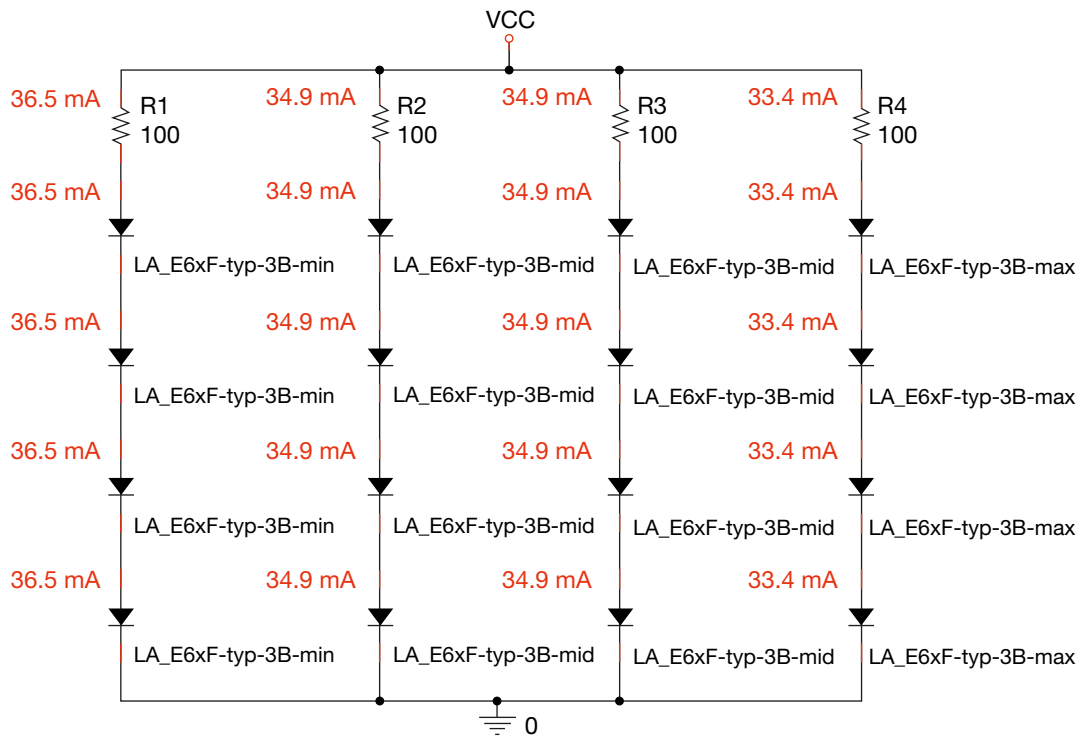 VCC
36.5 mA
34.9 mA
34.9 mA
33.4 mA
R1
100
R2
100
R3
100
R4
100
36.5 mA
34.9 mA
34.9 mA
33.4 mA
LA_E6xF-typ-3B-min
LA_E6xF-typ-3B-mid
LA_E6xF-typ-3B-mid
LA_E6xF-typ-3B-max
36.5 mA
34.9 mA
34.9 mA
33.4 mA
LA_E6xF-typ-3B-min
LA_E6xF-typ-3B-mid
LA_E6xF-typ-3B-mid
LA_E6xF-typ-3B-max
36.5 mA
34.9 mA
34.9 mA
33.4 mA
LA_E6xF-typ-3B-min
LA_E6xF-typ-3B-mid
LA_E6xF-typ-3B-mid
LA_E6xF-typ-3B-max
36.5 mA
34.9 mA
34.9 mA
33.4 mA
LA_E6xF-typ-3B-min
LA_E6xF-typ-3B-mid
LA_E6xF-typ-3B-mid
LA_E6xF-typ-3B-max
0